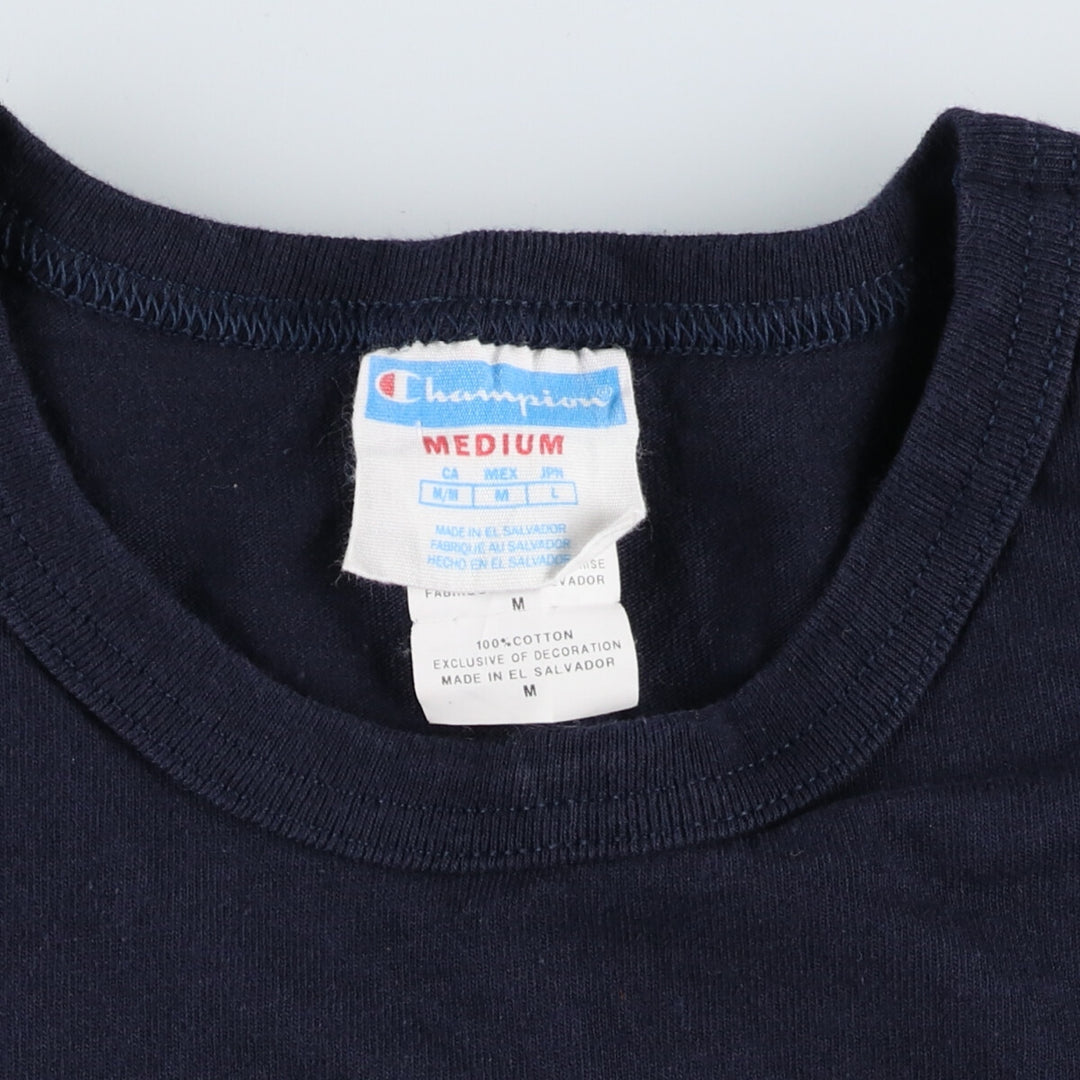 Champion®
MEDIUM
CA MEX JPN
M/M M L
MADE IN EL SALVADOR
FABRIQUE AU SALVADOR
HECHO EN EL SALVADOR
M
100%COTTON
EXCLUSIVE OF DECORATION
MADE IN EL SALVADOR
M